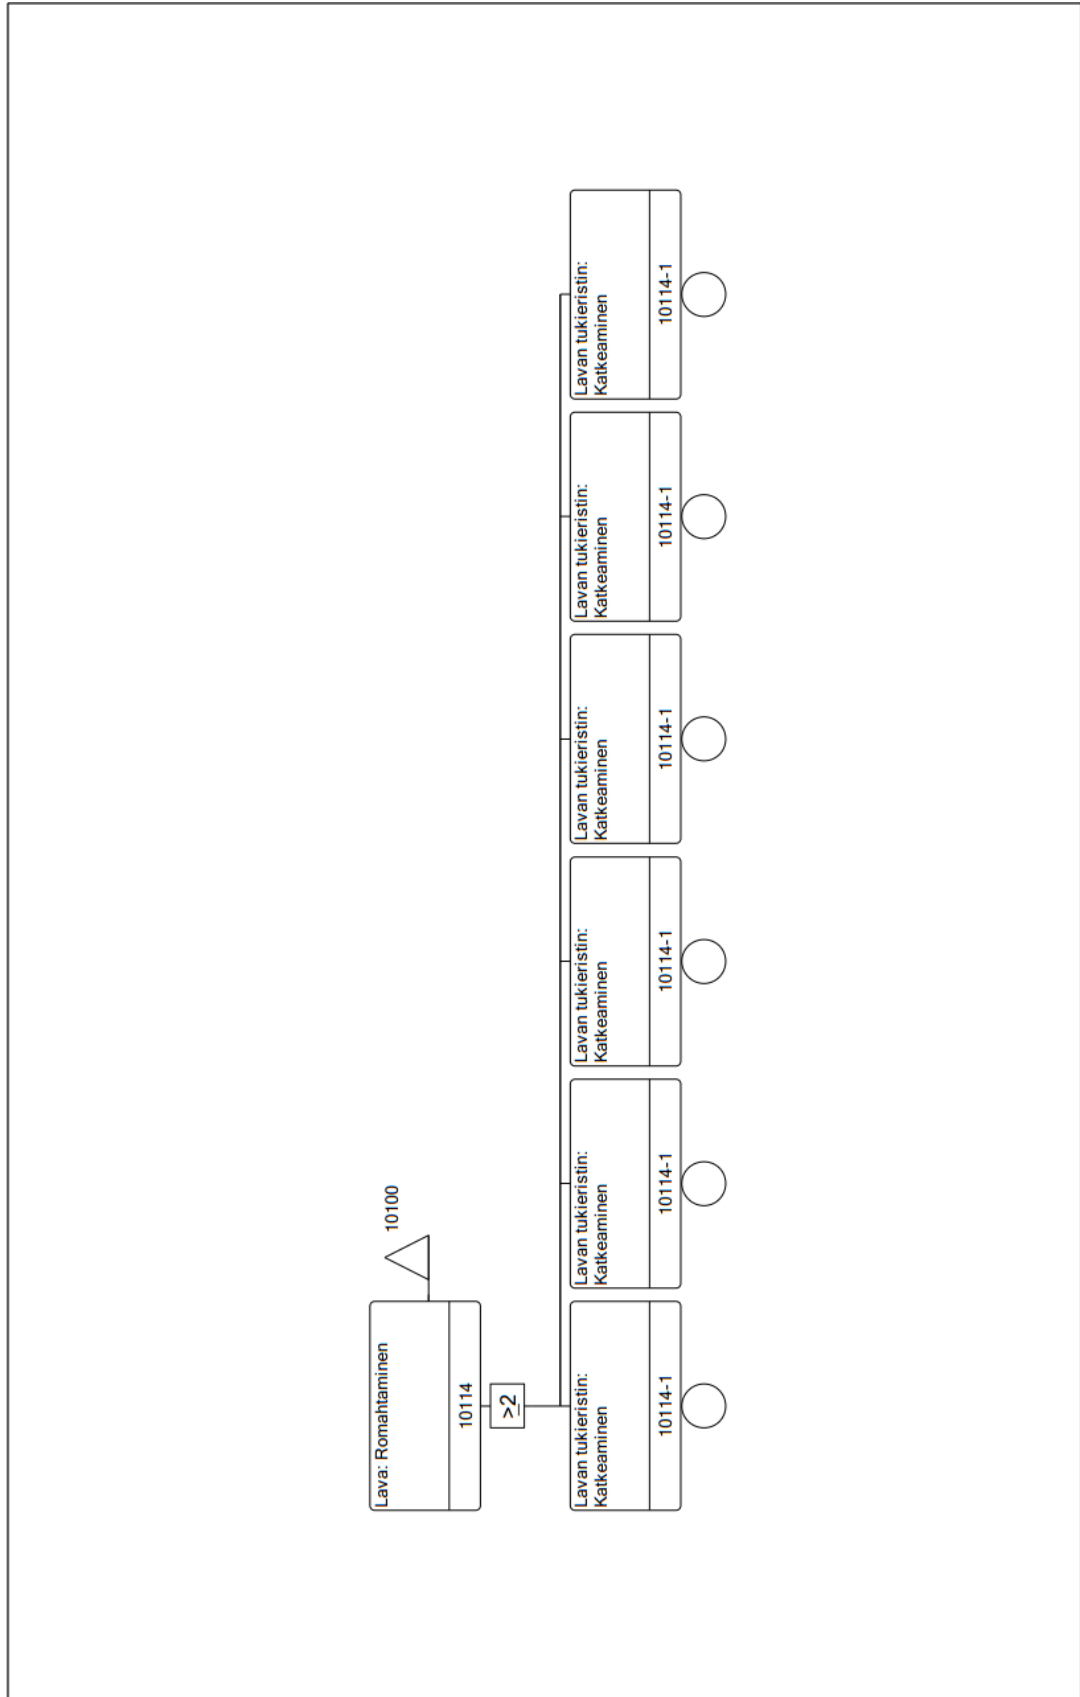 Lava: Romahtaminen
10114
10100
>2
Lavan tukieristin:
Katkeaminen
10114-1
Lavan tukieristin:
Katkeaminen
10114-1
Lavan tukieristin:
Katkeaminen
10114-1
Lavan tukieristin:
Katkeaminen
10114-1
Lavan tukieristin:
Katkeaminen
10114-1
Lavan tukieristin:
Katkeaminen
10114-1